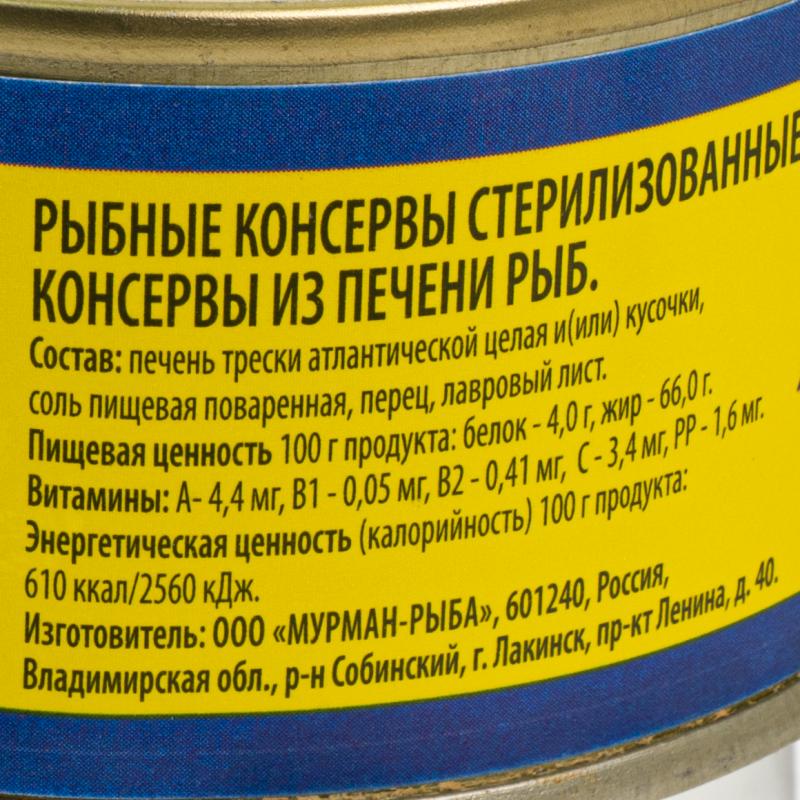 РЫБНЫЕ КОНСЕРВЫ СТЕРИЛИЗОВАННЫЕ
КОНСЕРВЫ ИЗ ПЕЧЕНИ РЫБ.
Состав: печень трески атлантической целая и(или) кусочки,
соль пищевая поваренная, перец, лавровый лист.
Пищевая ценность 100 г продукта: белок - 4,0 г, жир - 66,0 г.
Витамины: А- 4,4 мг, В1 - 0,05 мг, В2 - 0,41 мг, С - 3,4 мг, РР - 1,6 мг.
Энергетическая ценность (калорийность) 100 г продукта:
610 ккал/2560 кДж.
Изготовитель: ООО «МУРМАН-РЫБА», 601240, Россия,
Владимирская обл., р-н Собинский, г. Лакинск, пр-кт Ленина, д. 40.